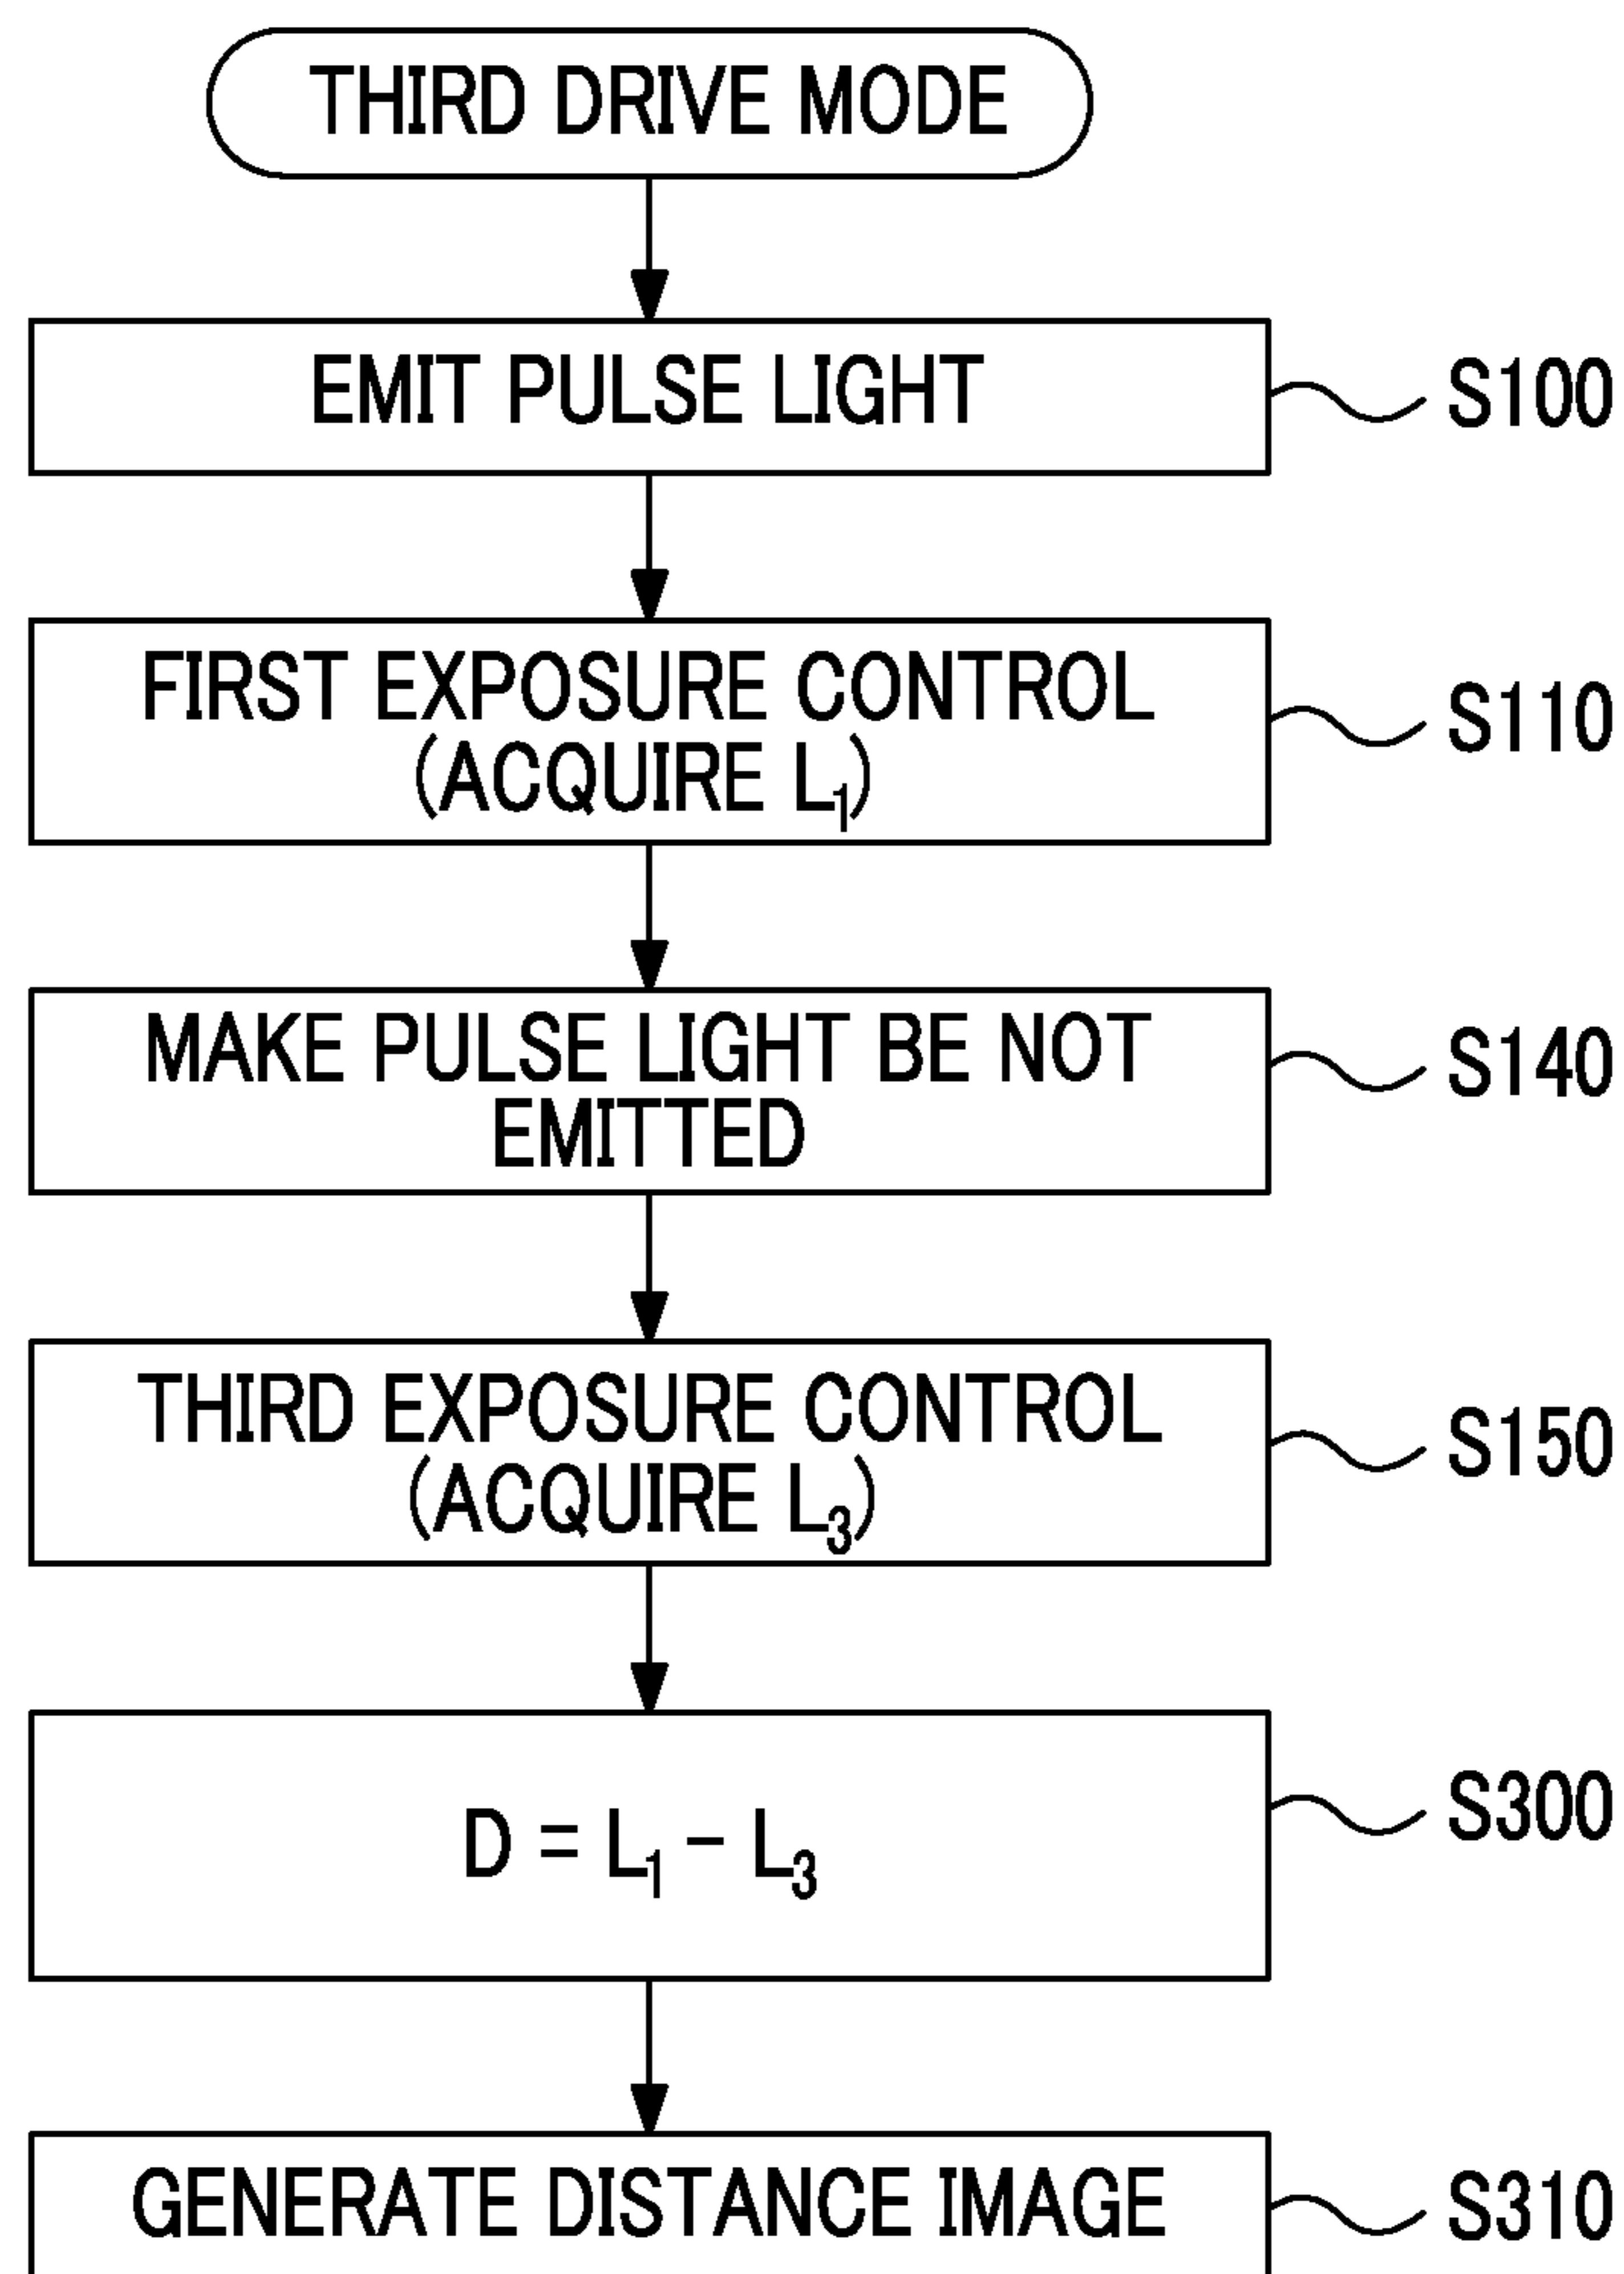 THIRD DRIVE MODE
EMIT PULSE LIGHT
S100
FIRST EXPOSURE CONTROL
(ACQUIRE L₁)
S110
MAKE PULSE LIGHT BE NOT
EMITTED
S140
THIRD EXPOSURE CONTROL
(ACQUIRE L₃)
S150
D = L₁ − L₃
S300
GENERATE DISTANCE IMAGE
S310